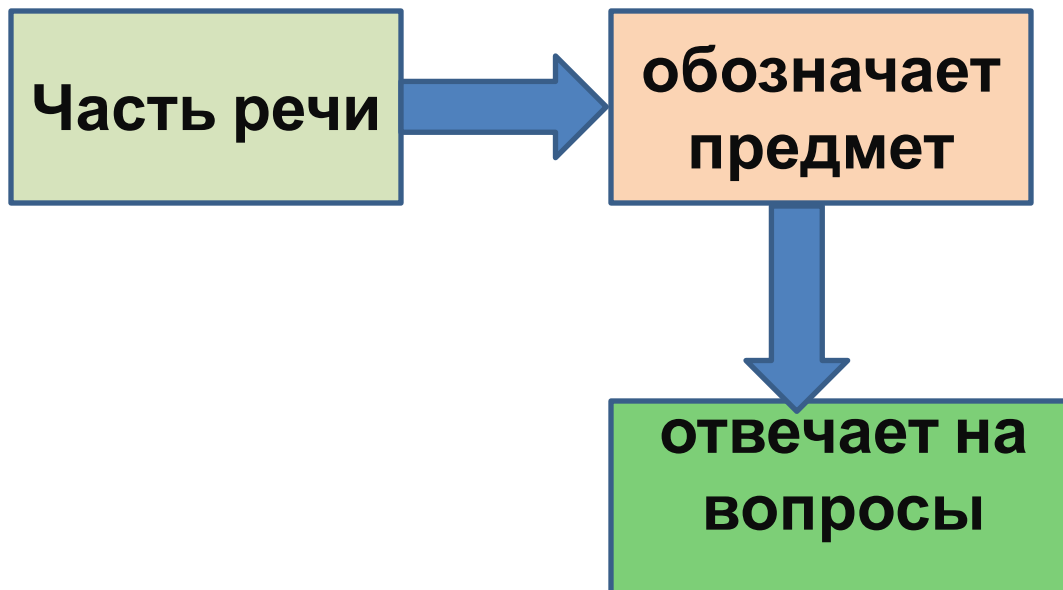 Часть речи
обозначает
предмет
отвечает на
вопросы